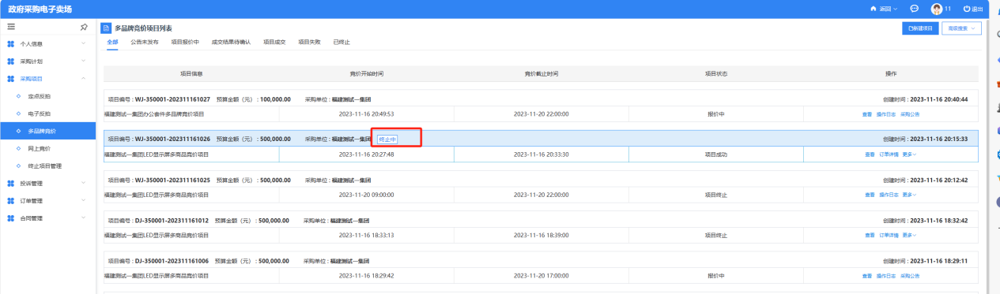 政府采购电子卖场
返回
11
退出
个人信息
采购计划
采购项目
定点反拍
电子反拍
多品牌竞价
网上竞价
终止项目管理
投诉管理
订单管理
合同管理
多品牌竞价项目列表
新建项目
高级搜索
全部 公告未发布 项目报价中 成交结果待确认 项目成交 项目失败 已终止
项目信息 竞价开始时间 竞价截止时间 项目状态 操作
项目编号：WJ-350001-202311161027 预算金额（元）：100,000.00 采购单位：福建测试一集团 创建时间：2023-11-16 20:40:44
福建测试一集团办公套件多品牌竞价项目 2023-11-16 20:49:53 2023-11-20 22:00:00 报价中 查看 操作日志 采购公告
项目编号：WJ-350001-202311161026 预算金额（元）：500,000.00 采购单位：福建测试一集团 终止中 创建时间：2023-11-16 20:15:33
福建测试一集团LED显示屏多商品竞价项目 2023-11-16 20:27:48 2023-11-16 20:33:30 项目成功 查看 订单详情 更多
项目编号：WJ-350001-202311161025 预算金额（元）：500,000.00 采购单位：福建测试一集团 创建时间：2023-11-16 20:12:42
福建测试一集团LED显示屏多商品竞价项目 2023-11-20 09:00:00 2023-11-20 22:00:00 项目终止 查看 操作日志 更多
项目编号：DJ-350001-202311161012 预算金额（元）：500,000.00 采购单位：福建测试一集团 创建时间：2023-11-16 18:32:42
福建测试一集团LED显示屏多商品竞价项目 2023-11-16 18:33:13 2023-11-16 18:39:00 项目终止 查看 订单详情 更多
项目编号：DJ-350001-202311161006 预算金额（元）：500,000.00 采购单位：福建测试一集团 创建时间：2023-11-16 18:29:11
福建测试一集团LED显示屏多商品竞价项目 2023-11-16 18:29:42 2023-11-20 17:00:00 报价中 查看 操作日志 采购公告